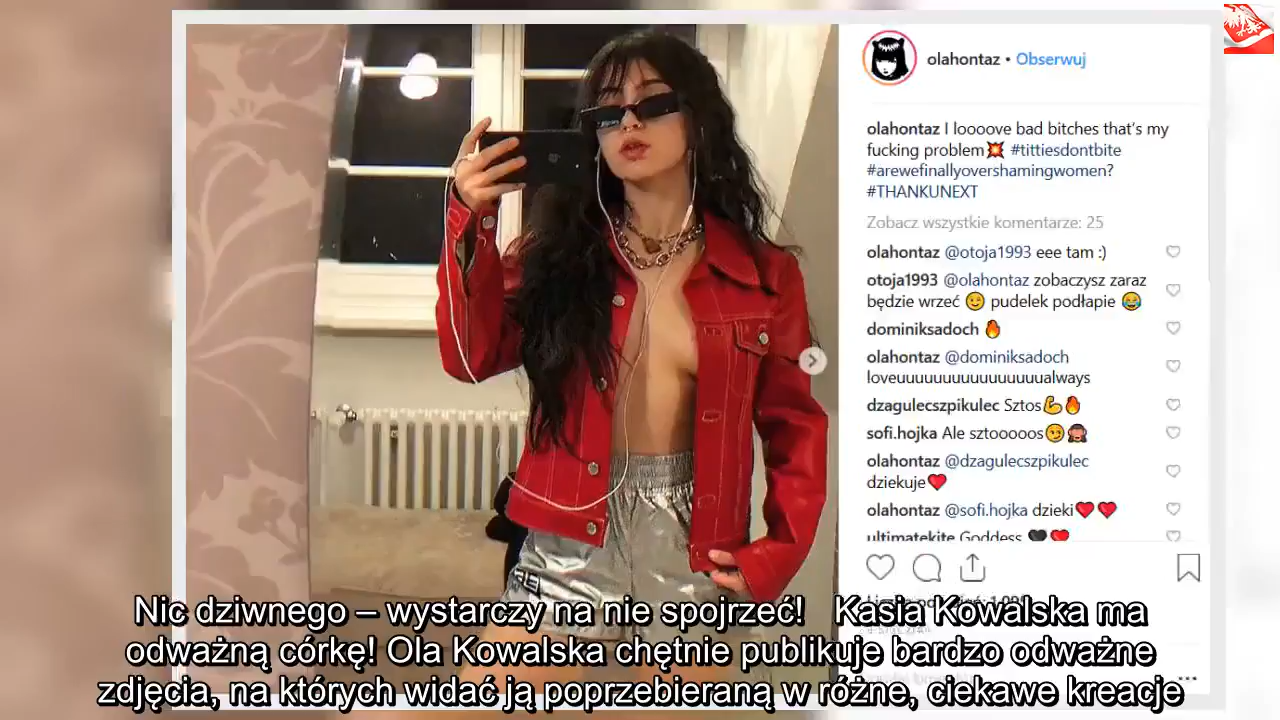 olahontaz • Obserwuj
olahontaz I loooove bad bitches that's my
fucking problem💥 #tittiesdontbite
#arewefinallyovershamingwomen?
#THANKUNEXT
Zobacz wszystkie komentarze: 25
olahontaz @otoja1993 eee tam :)
otoja1993 @olahontaz zobaczysz zaraz
będzie wrzeć 😉 pudelek podłapie 😂
dominiksadoch 🔥
olahontaz @dominiksadoch
loveuuuuuuuuuuuuuuuualways
dzagulecszpikulec Sztos💪🔥
sofi.hojka Ale sztooooos😏🙈
olahontaz @dzagulecszpikulec
dziekuje❤️
olahontaz @sofi.hojka dzieki❤️❤️
ultimatekite Goddess 🖤❤️
Nic dziwnego – wystarczy na nie spojrzeć! Kasia Kowalska ma
odważną córkę! Ola Kowalska chętnie publikuje bardzo odważne
zdjęcia, na których widać ją poprzebieraną w różne, ciekawe kreacje